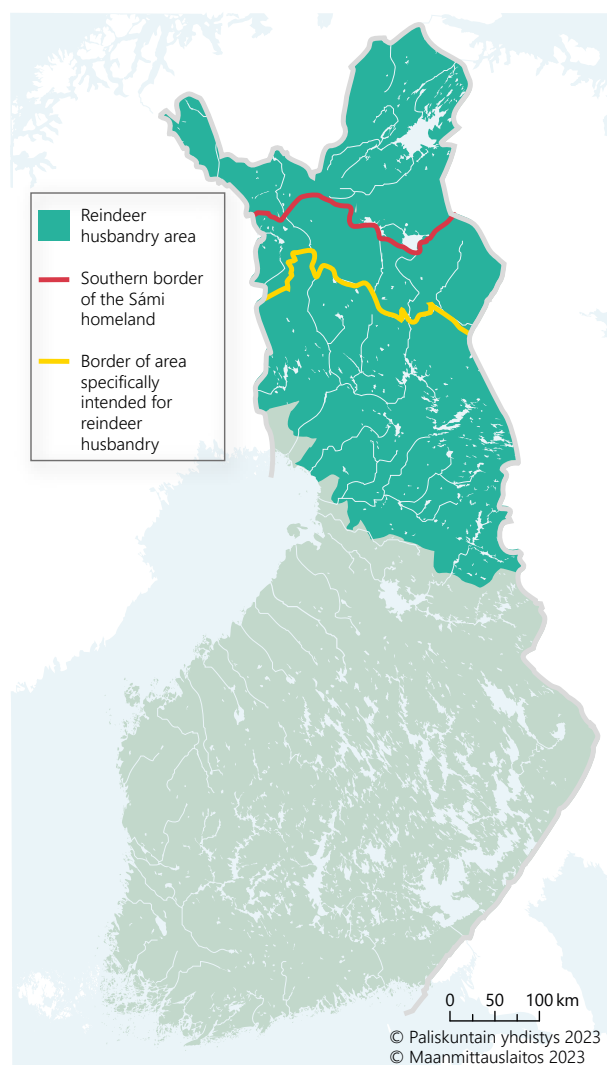 Reindeer
husbandry area
Southern border
of the Sámi
homeland
Border of area
specifically
intended for
reindeer
husbandry
0 50 100 km
© Paliskuntain yhdistys 2023
© Maanmittauslaitos 2023